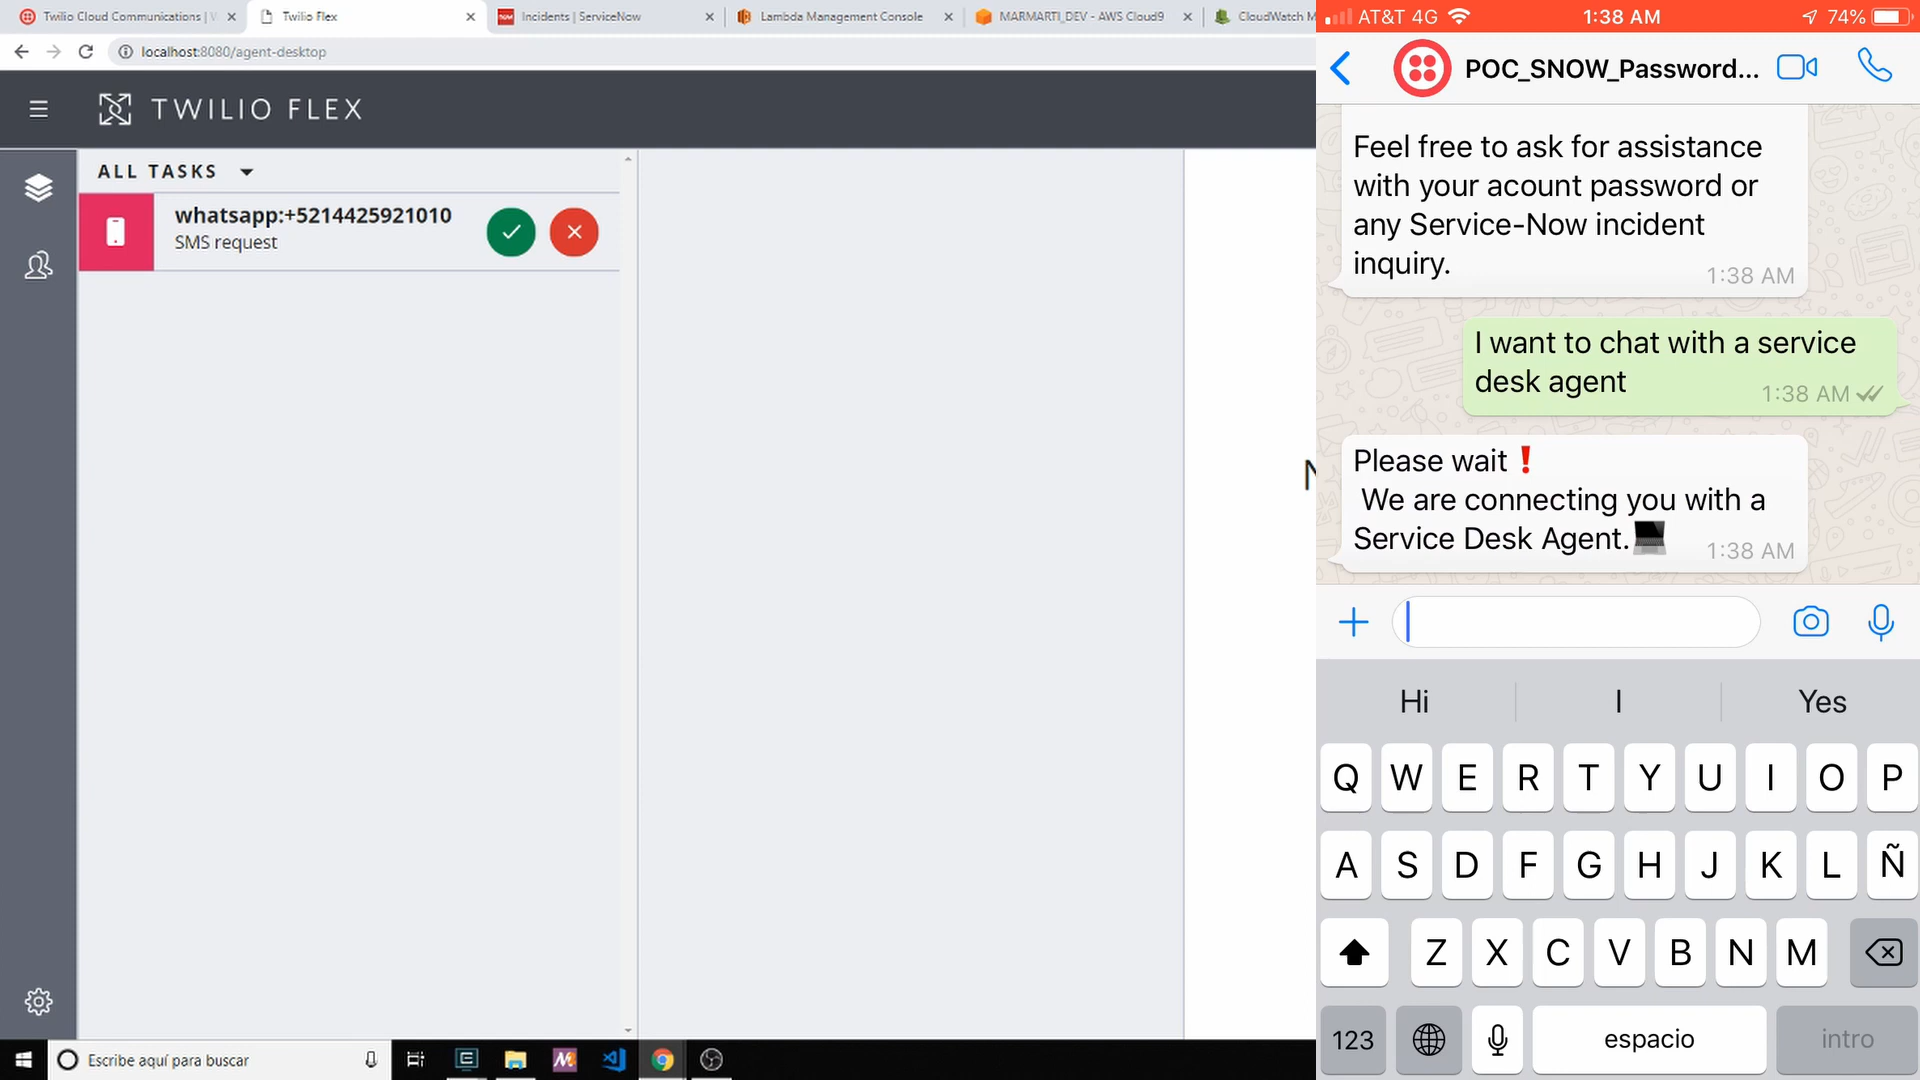 Twilio Cloud Communications |
Twilio Flex
Incidents | ServiceNow
Lambda Management Console
MARMARTI_DEV - AWS Cloud9
CloudWatch M
localhost:8080/agent-desktop
TWILIO FLEX
ALL TASKS
whatsapp:+5214425921010
SMS request
N
Escribe aquí para buscar
AT&T 4G
1:38 AM
74%
POC_SNOW_Password...
Feel free to ask for assistance
with your acount password or
any Service-Now incident
inquiry.
1:38 AM
I want to chat with a service
desk agent
1:38 AM
Please wait❗
We are connecting you with a
Service Desk Agent.💻
1:38 AM
Hi I Yes
Q W E R T Y U I O P
A S D F G H J K L Ñ
Z X C V B N M
123 espacio intro